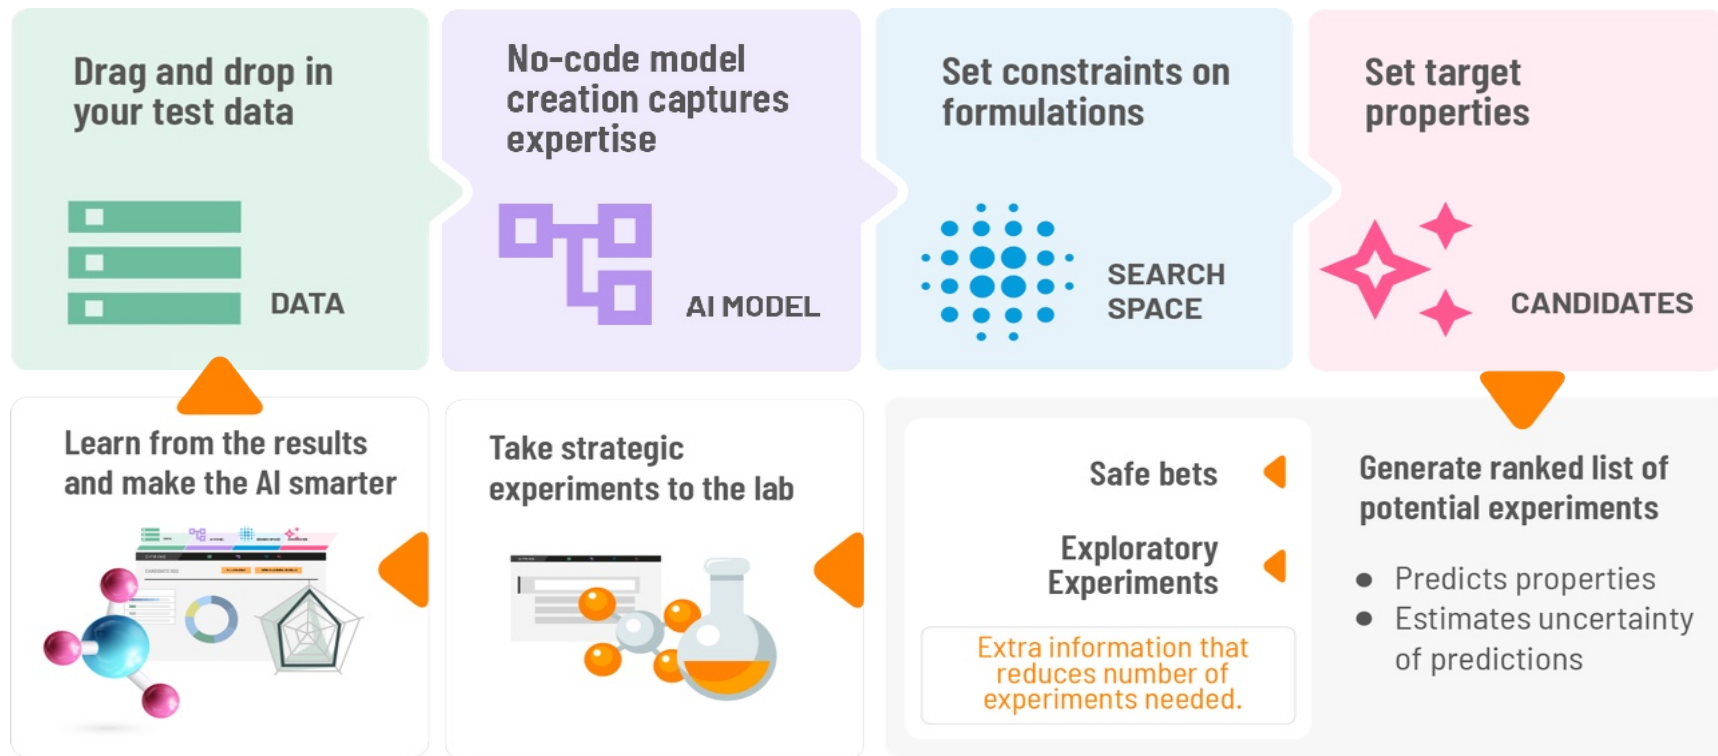 Drag and drop in
your test data
DATA
No-code model
creation captures
expertise
AI MODEL
Set constraints on
formulations
SEARCH
SPACE
Set target
properties
CANDIDATES
Generate ranked list of
potential experiments
● Predicts properties
● Estimates uncertainty
of predictions
Safe bets
Exploratory
Experiments
Extra information that
reduces number of
experiments needed.
Take strategic
experiments to the lab
Learn from the results
and make the AI smarter